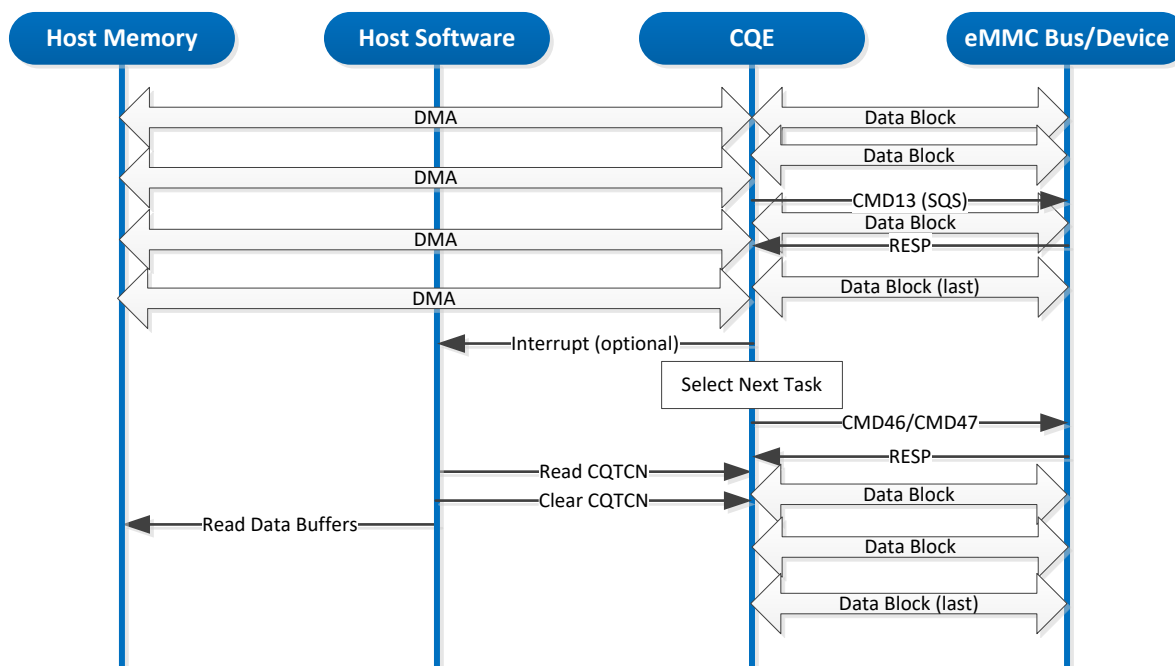 Host Memory
Host Software
CQE
eMMC Bus/Device
DMA
Data Block
Data Block
DMA
CMD13 (SQS)
Data Block
DMA
RESP
Data Block (last)
DMA
Interrupt (optional)
Select Next Task
CMD46/CMD47
RESP
Read CQTCN
Data Block
Clear CQTCN
Read Data Buffers
Data Block
Data Block (last)